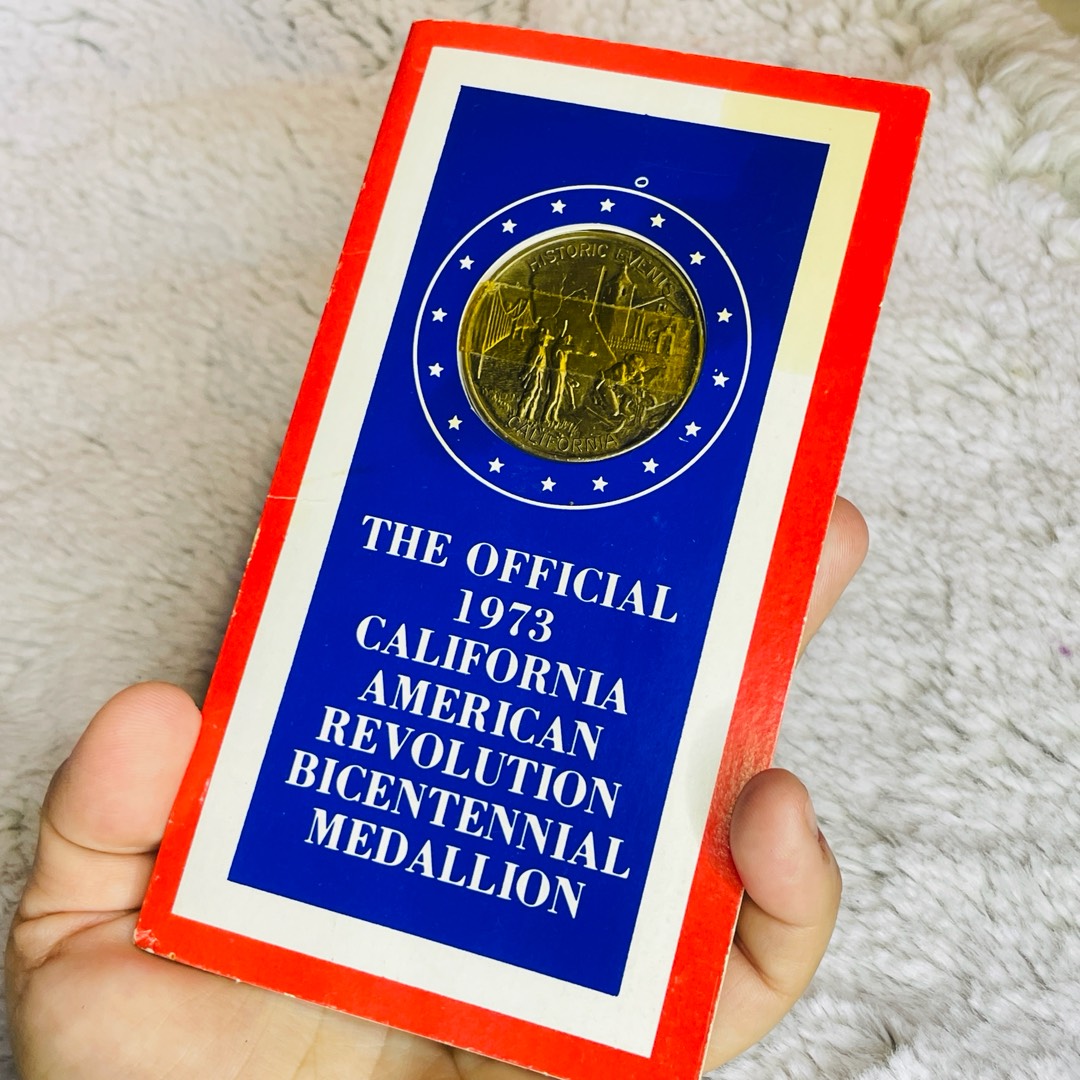 HISTORIC EVENTS
CALIFORNIA
THE OFFICIAL
1973
CALIFORNIA
AMERICAN
REVOLUTION
BICENTENNIAL
MEDALLION